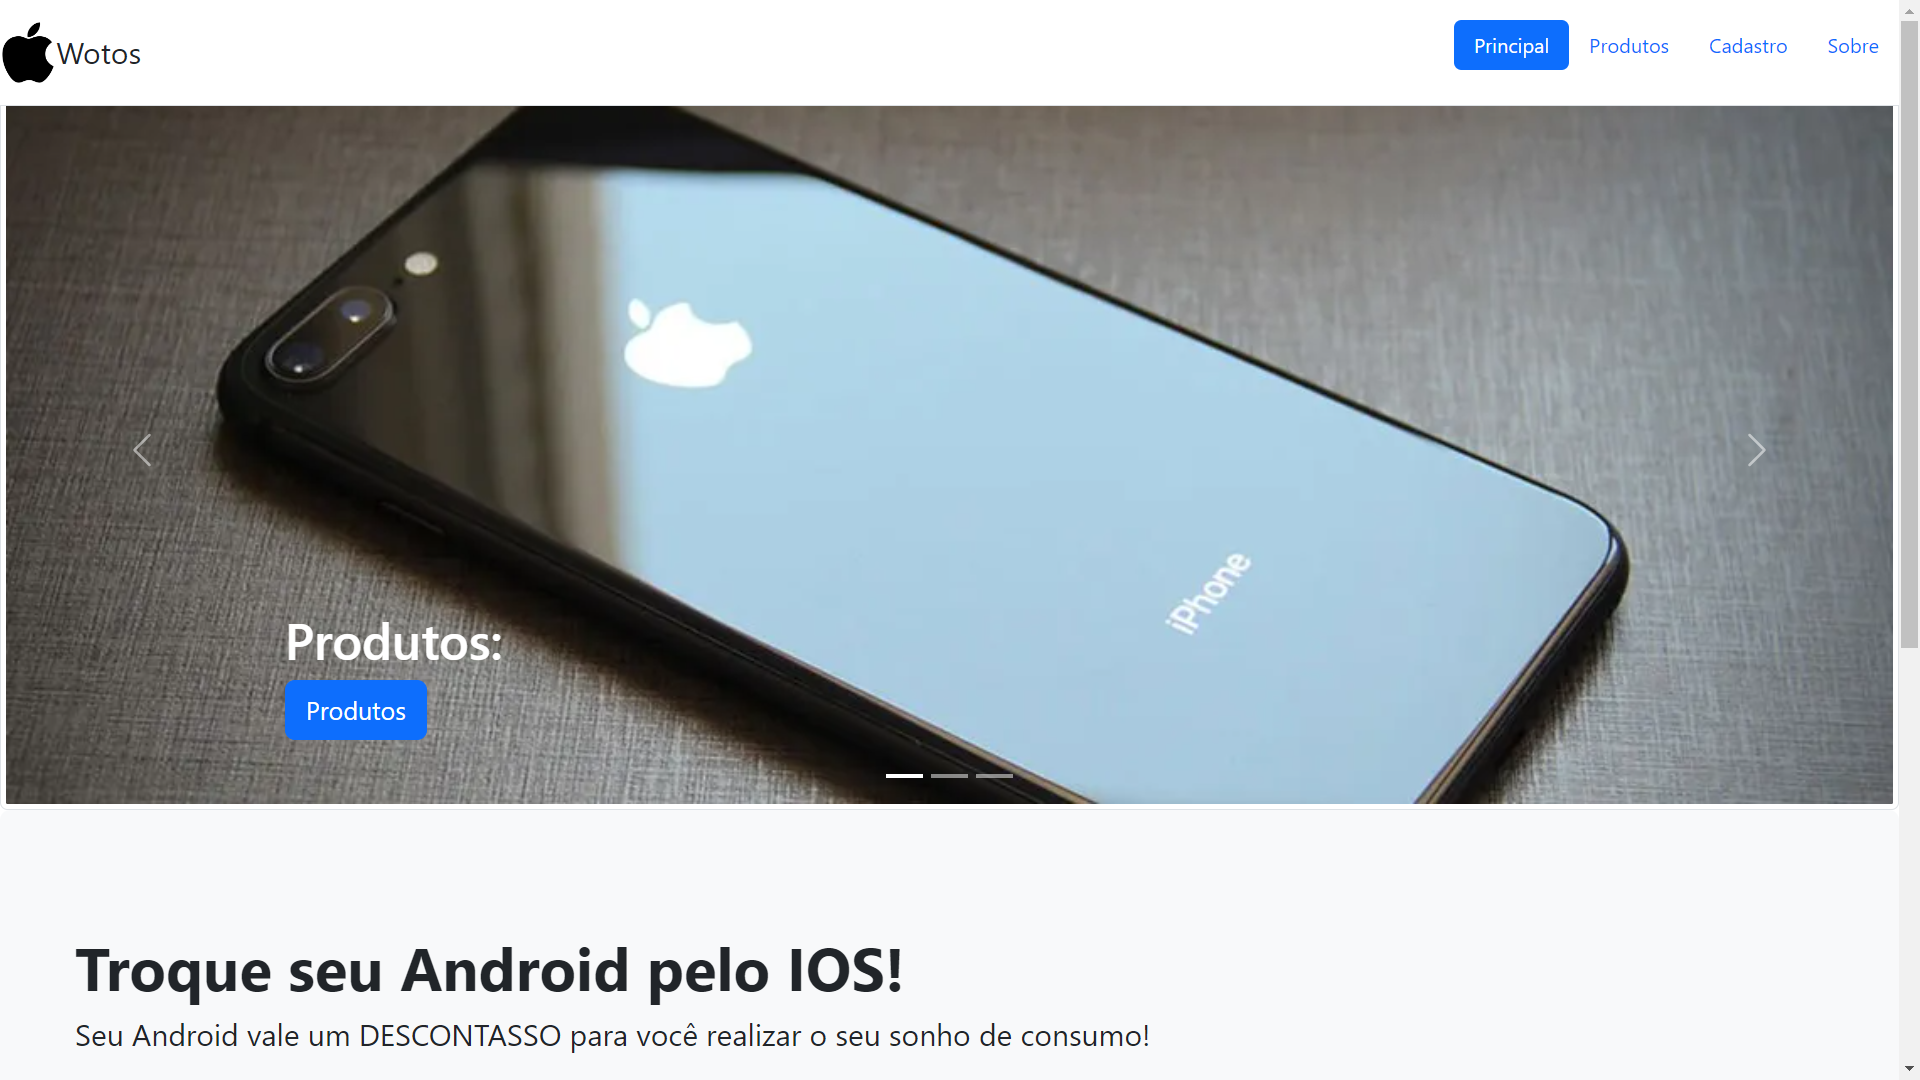 Wotos
Principal
Produtos
Cadastro
Sobre
iPhone
Produtos:
Produtos
Troque seu Android pelo IOS!
Seu Android vale um DESCONTASSO para você realizar o seu sonho de consumo!